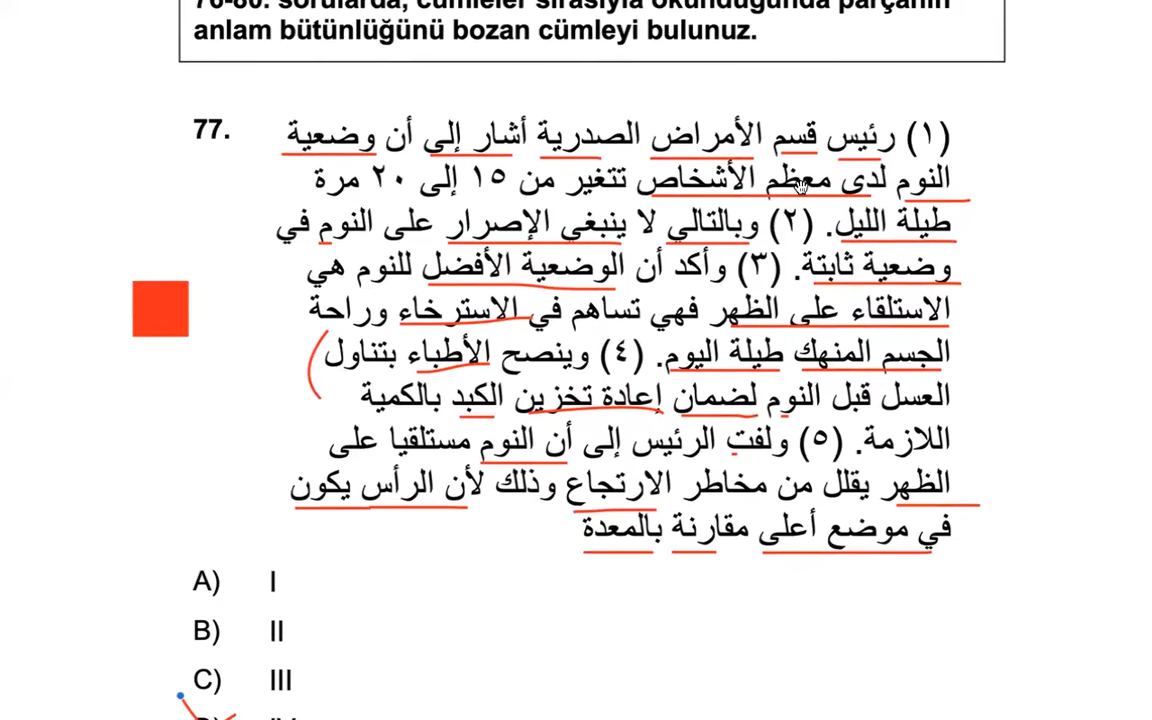 76-80. sorularda, cümleler sırasıyla okunduğunda parçanın
anlam bütünlüğünü bozan cümleyi bulunuz.
77. (١) رئيس قسم الأمراض الصدرية أشار إلى أن وضعية
النوم لدى معظم الأشخاص تتغير من ١٥ إلى ٢٠ مرة
طيلة الليل. (٢) وبالتالي لا ينبغي الإصرار على النوم في
وضعية ثابتة. (٣) وأكد أن الوضعية الأفضل للنوم هي
الاستلقاء على الظهر فهي تساهم في الاسترخاء وراحة
الجسم المنهك طيلة اليوم. (٤) وينصح الأطباء بتناول
العسل قبل النوم لضمان إعادة تخزين الكبد بالكمية
اللازمة. (٥) ولفت الرئيس إلى أن النوم مستلقيا على
الظهر يقلل من مخاطر الارتجاع وذلك لأن الرأس يكون
في موضع أعلى مقارنة بالمعدة
A) I
B) II
C) III
D) IV